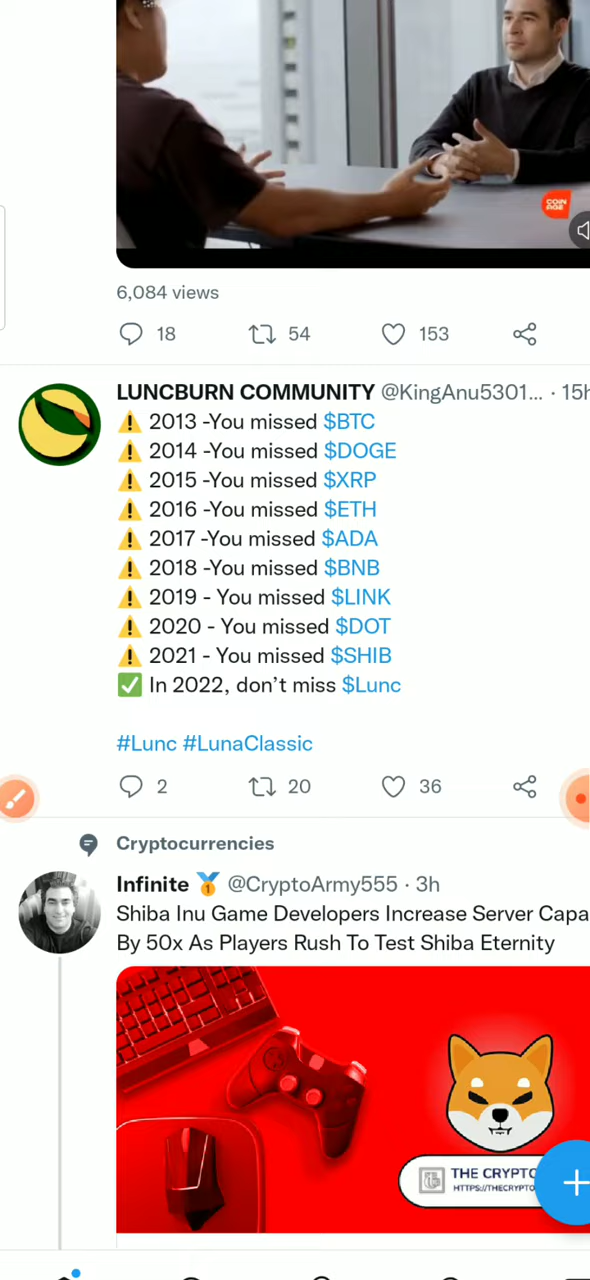 COIN
AGE
6,084 views
18 54 153
LUNCBURN COMMUNITY @KingAnu5301... · 15h
⚠️ 2013 -You missed $BTC
⚠️ 2014 -You missed $DOGE
⚠️ 2015 -You missed $XRP
⚠️ 2016 -You missed $ETH
⚠️ 2017 -You missed $ADA
⚠️ 2018 -You missed $BNB
⚠️ 2019 - You missed $LINK
⚠️ 2020 - You missed $DOT
⚠️ 2021 - You missed $SHIB
✅ In 2022, don’t miss $Lunc
#Lunc #LunaClassic
2 20 36
Cryptocurrencies
Infinite 🥇 @CryptoArmy555 · 3h
Shiba Inu Game Developers Increase Server Capa
By 50x As Players Rush To Test Shiba Eternity
THE CRYPTO
HTTPS://THECRYPTO